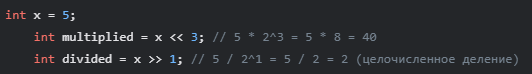 int x = 5;
int multiplied = x << 3; // 5 * 2^3 = 5 * 8 = 40
int divided = x >> 1; // 5 / 2^1 = 5 / 2 = 2 (целочисленное деление)